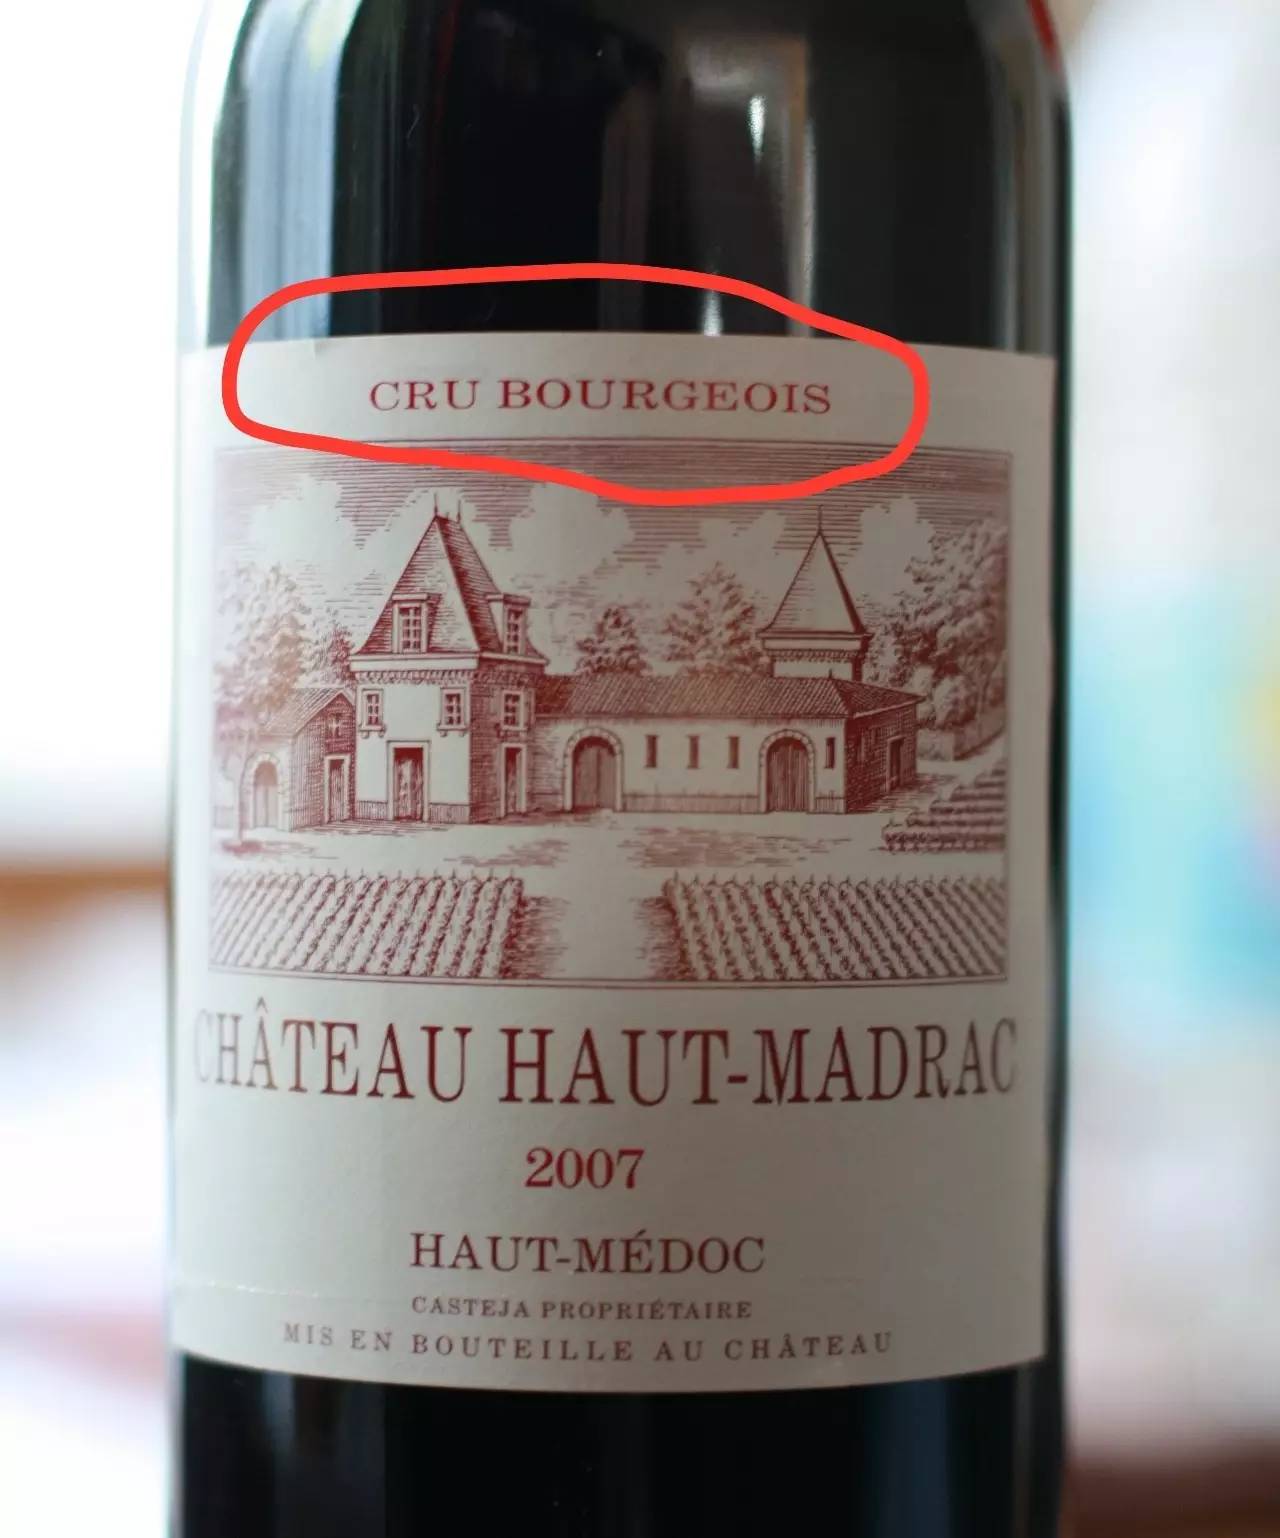 CRU BOURGEOIS
CHÂTEAU HAUT-MADRAC
2007
HAUT-MÉDOC
CASTEJA PROPRIÉTAIRE
MIS EN BOUTEILLE AU CHÂTEAU